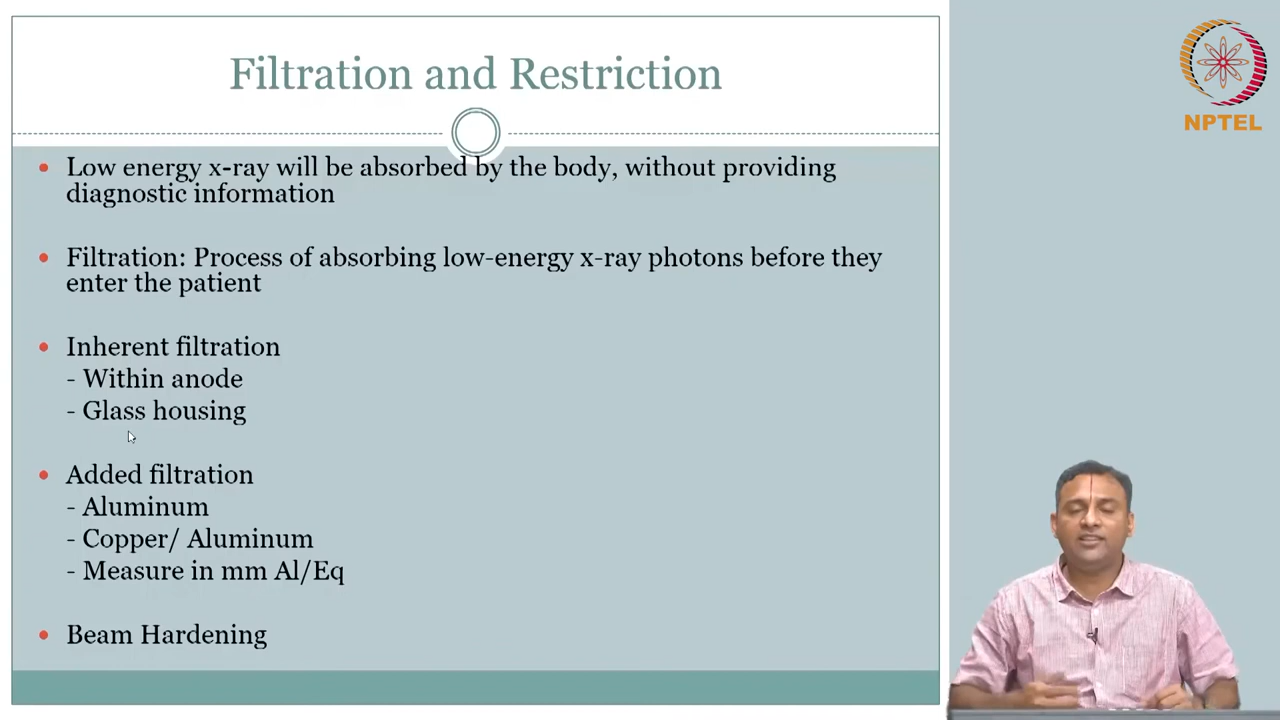 Filtration and Restriction
NPTEL
• Low energy x-ray will be absorbed by the body, without providing
diagnostic information
• Filtration: Process of absorbing low-energy x-ray photons before they
enter the patient
• Inherent filtration
- Within anode
- Glass housing
• Added filtration
- Aluminum
- Copper/ Aluminum
- Measure in mm Al/Eq
• Beam Hardening